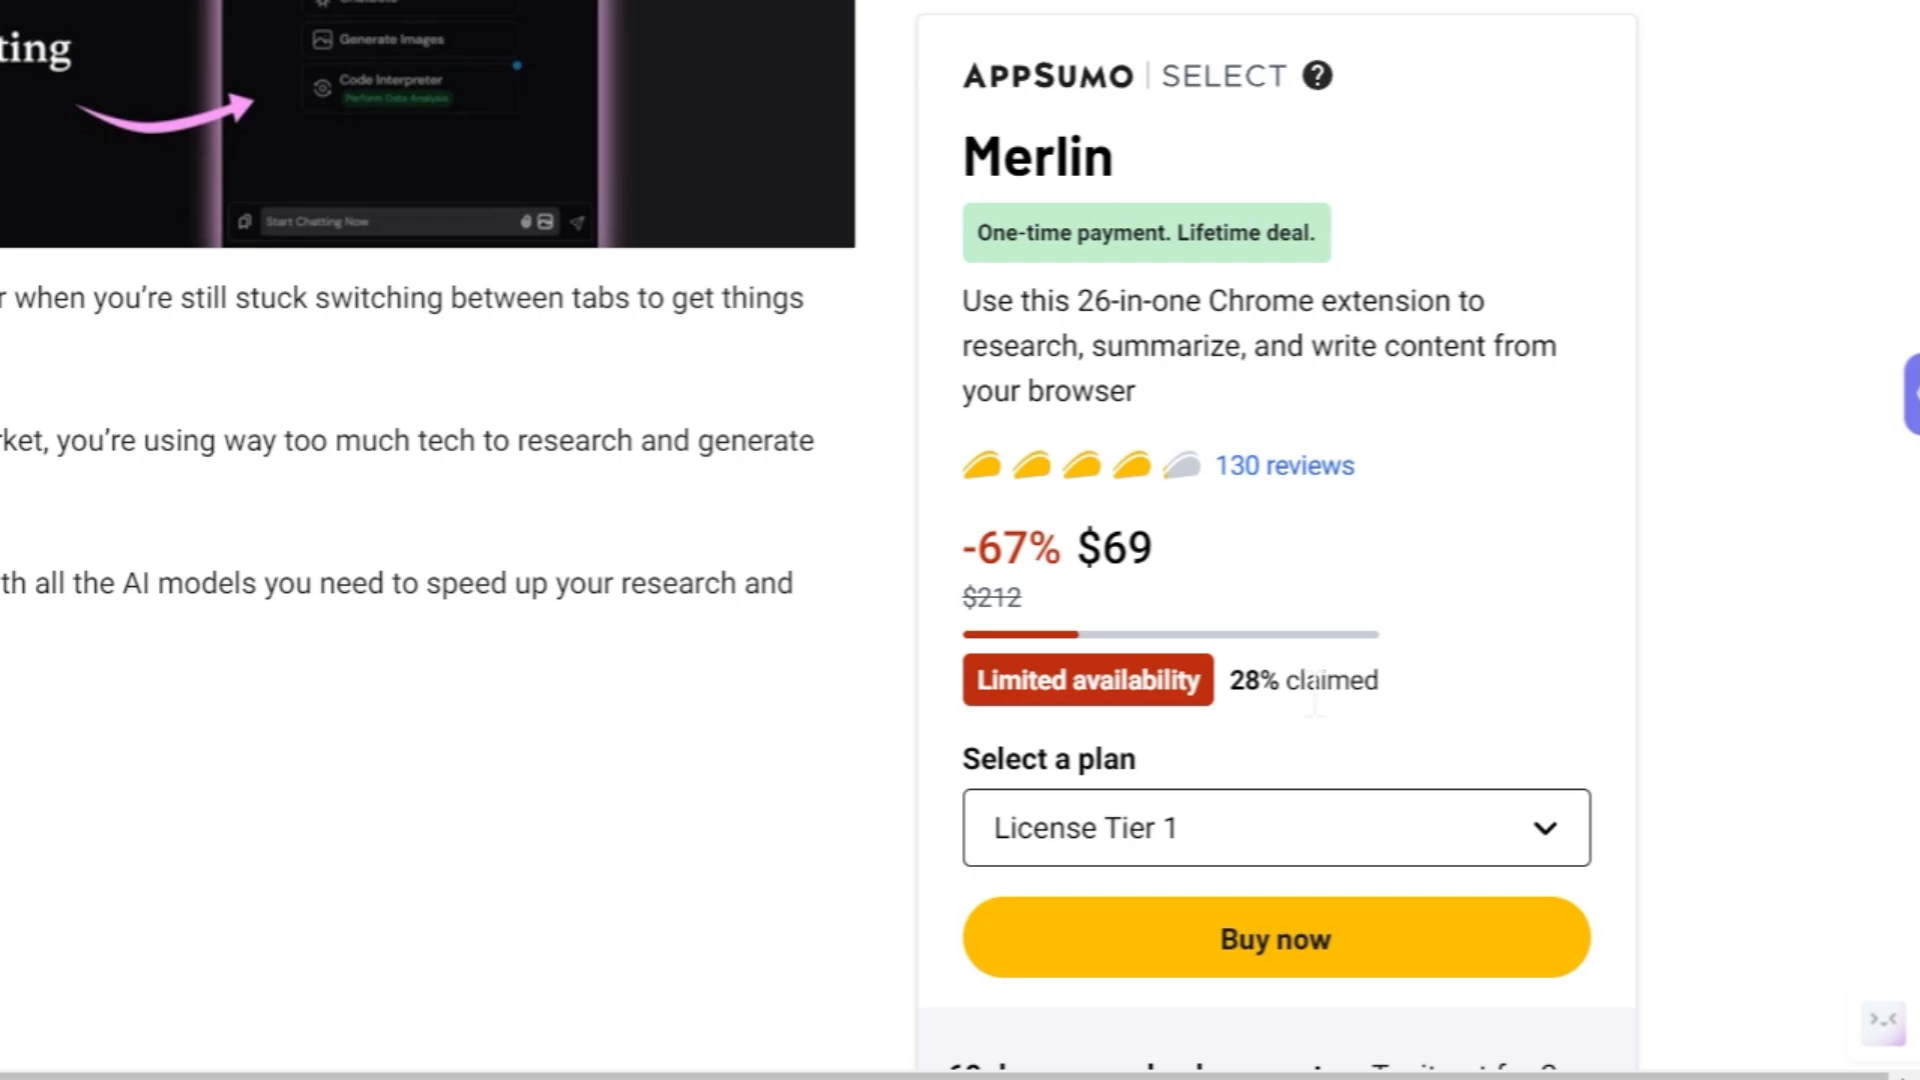 ting
Generate Images
Code Interpreter
Perform Data Analysis
Start Chatting Now
r when you’re still stuck switching between tabs to get things
ket, you’re using way too much tech to research and generate
th all the AI models you need to speed up your research and
APPSUMO | SELECT ?
Merlin
One-time payment. Lifetime deal.
Use this 26-in-one Chrome extension to
research, summarize, and write content from
your browser
130 reviews
-67% $69
$212
Limited availability 28% claimed
Select a plan
License Tier 1
Buy now